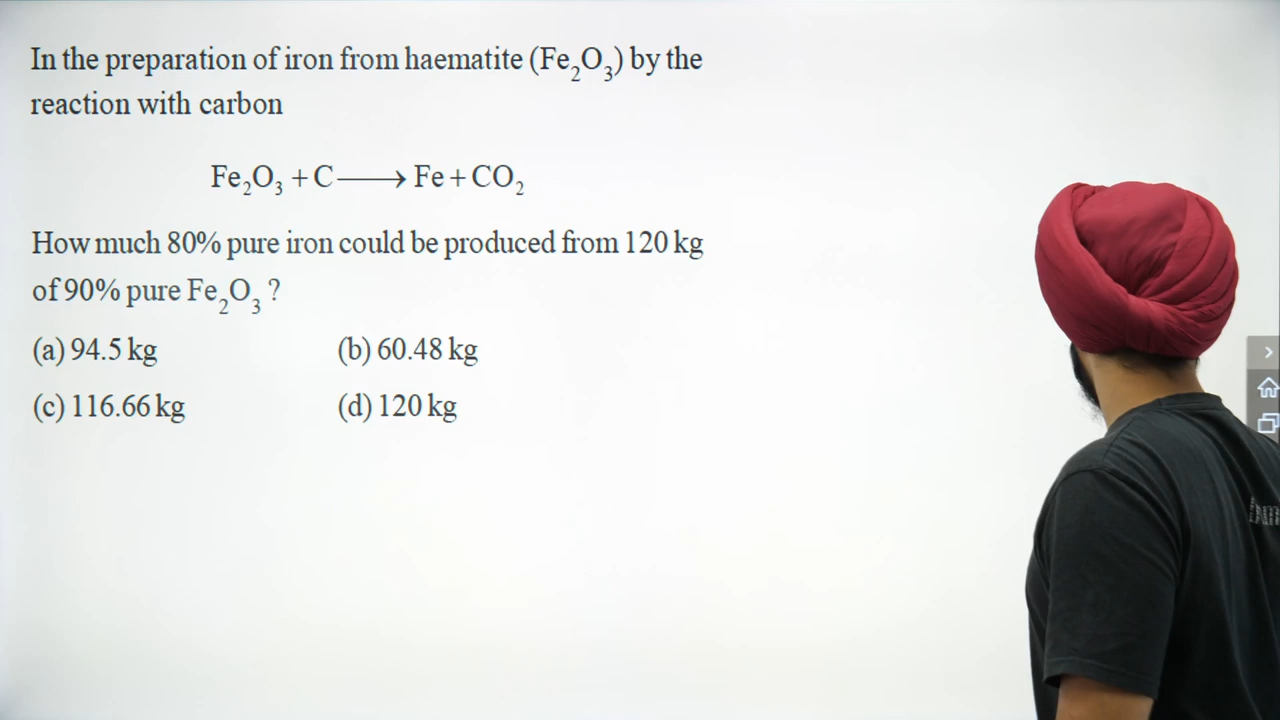 In the preparation of iron from haematite (Fe₂O₃) by the
reaction with carbon
Fe₂O₃ + C ⟶ Fe + CO₂
How much 80% pure iron could be produced from 120 kg
of 90% pure Fe₂O₃ ?
(a) 94.5 kg (b) 60.48 kg
(c) 116.66 kg (d) 120 kg